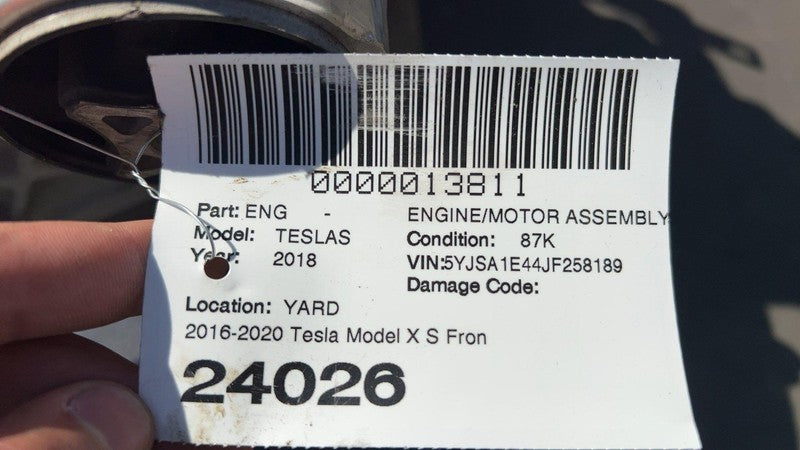 0000013811
Part: ENG - ENGINE/MOTOR ASSEMBLY
Model: TESLAS Condition: 87K
Year: 2018 VIN:5YJSA1E44JF258189
Damage Code:
Location: YARD
2016-2020 Tesla Model X S Fron
24026